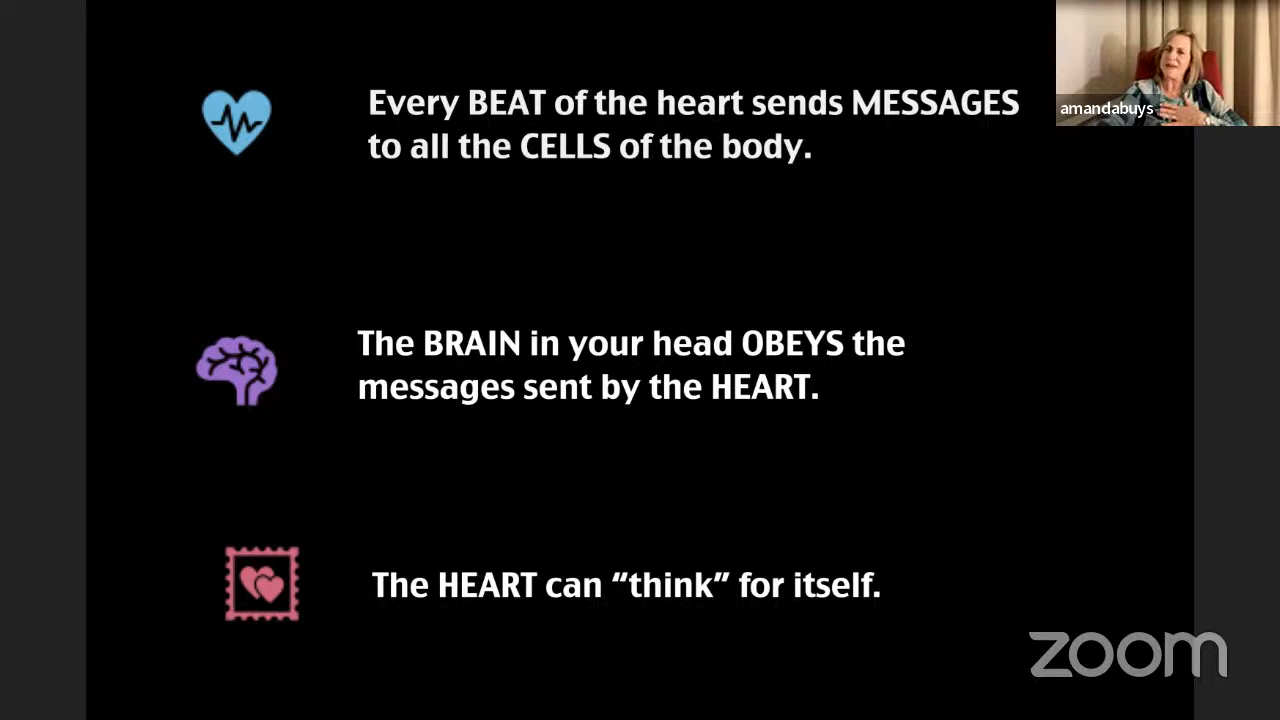 Every BEAT of the heart sends MESSAGES
to all the CELLS of the body.
amandabuys
The BRAIN in your head OBEYS the
messages sent by the HEART.
The HEART can “think” for itself.
zoom